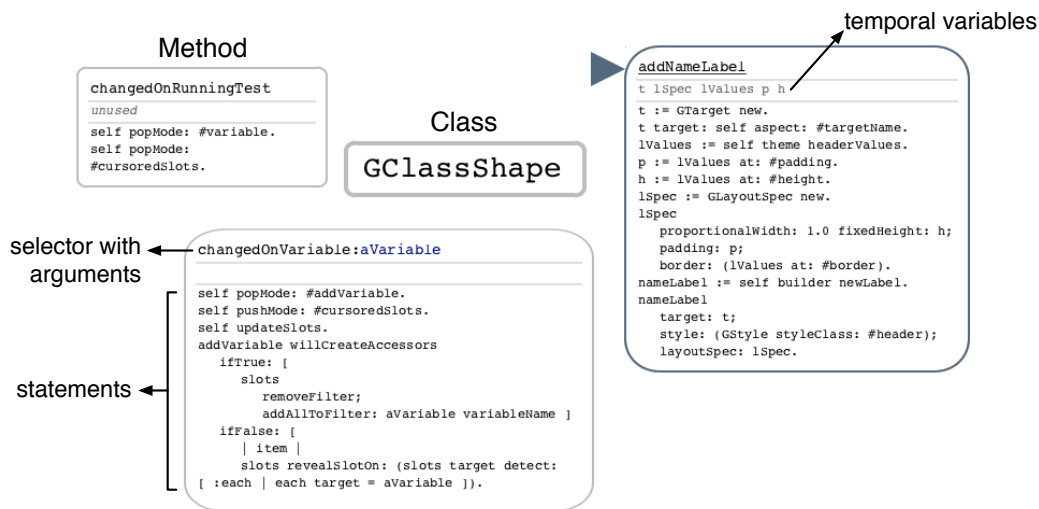 Method
changedOnRunningTest
unused
self popMode: #variable.
self popMode:
#cursoredSlots.
Class
GClassShape
temporal variables
addNameLabel
t lSpec lValues p h
t := GTarget new.
t target: self aspect: #targetName.
lValues := self theme headerValues.
p := lValues at: #padding.
h := lValues at: #height.
lSpec := GLayoutSpec new.
lSpec
proportionalWidth: 1.0 fixedHeight: h;
padding: p;
border: (lValues at: #border).
nameLabel := self builder newLabel.
nameLabel
target: t;
style: (GStyle styleClass: #header);
layoutSpec: lSpec.
selector with
arguments
changedOnVariable:aVariable
statements
self popMode: #addVariable.
self pushMode: #cursoredSlots.
self updateSlots.
addVariable willCreateAccessors
ifTrue: [
slots
removeFilter;
addAllToFilter: aVariable variableName ]
ifFalse: [
| item |
slots revealSlotOn: (slots target detect:
[ :each | each target = aVariable ]).